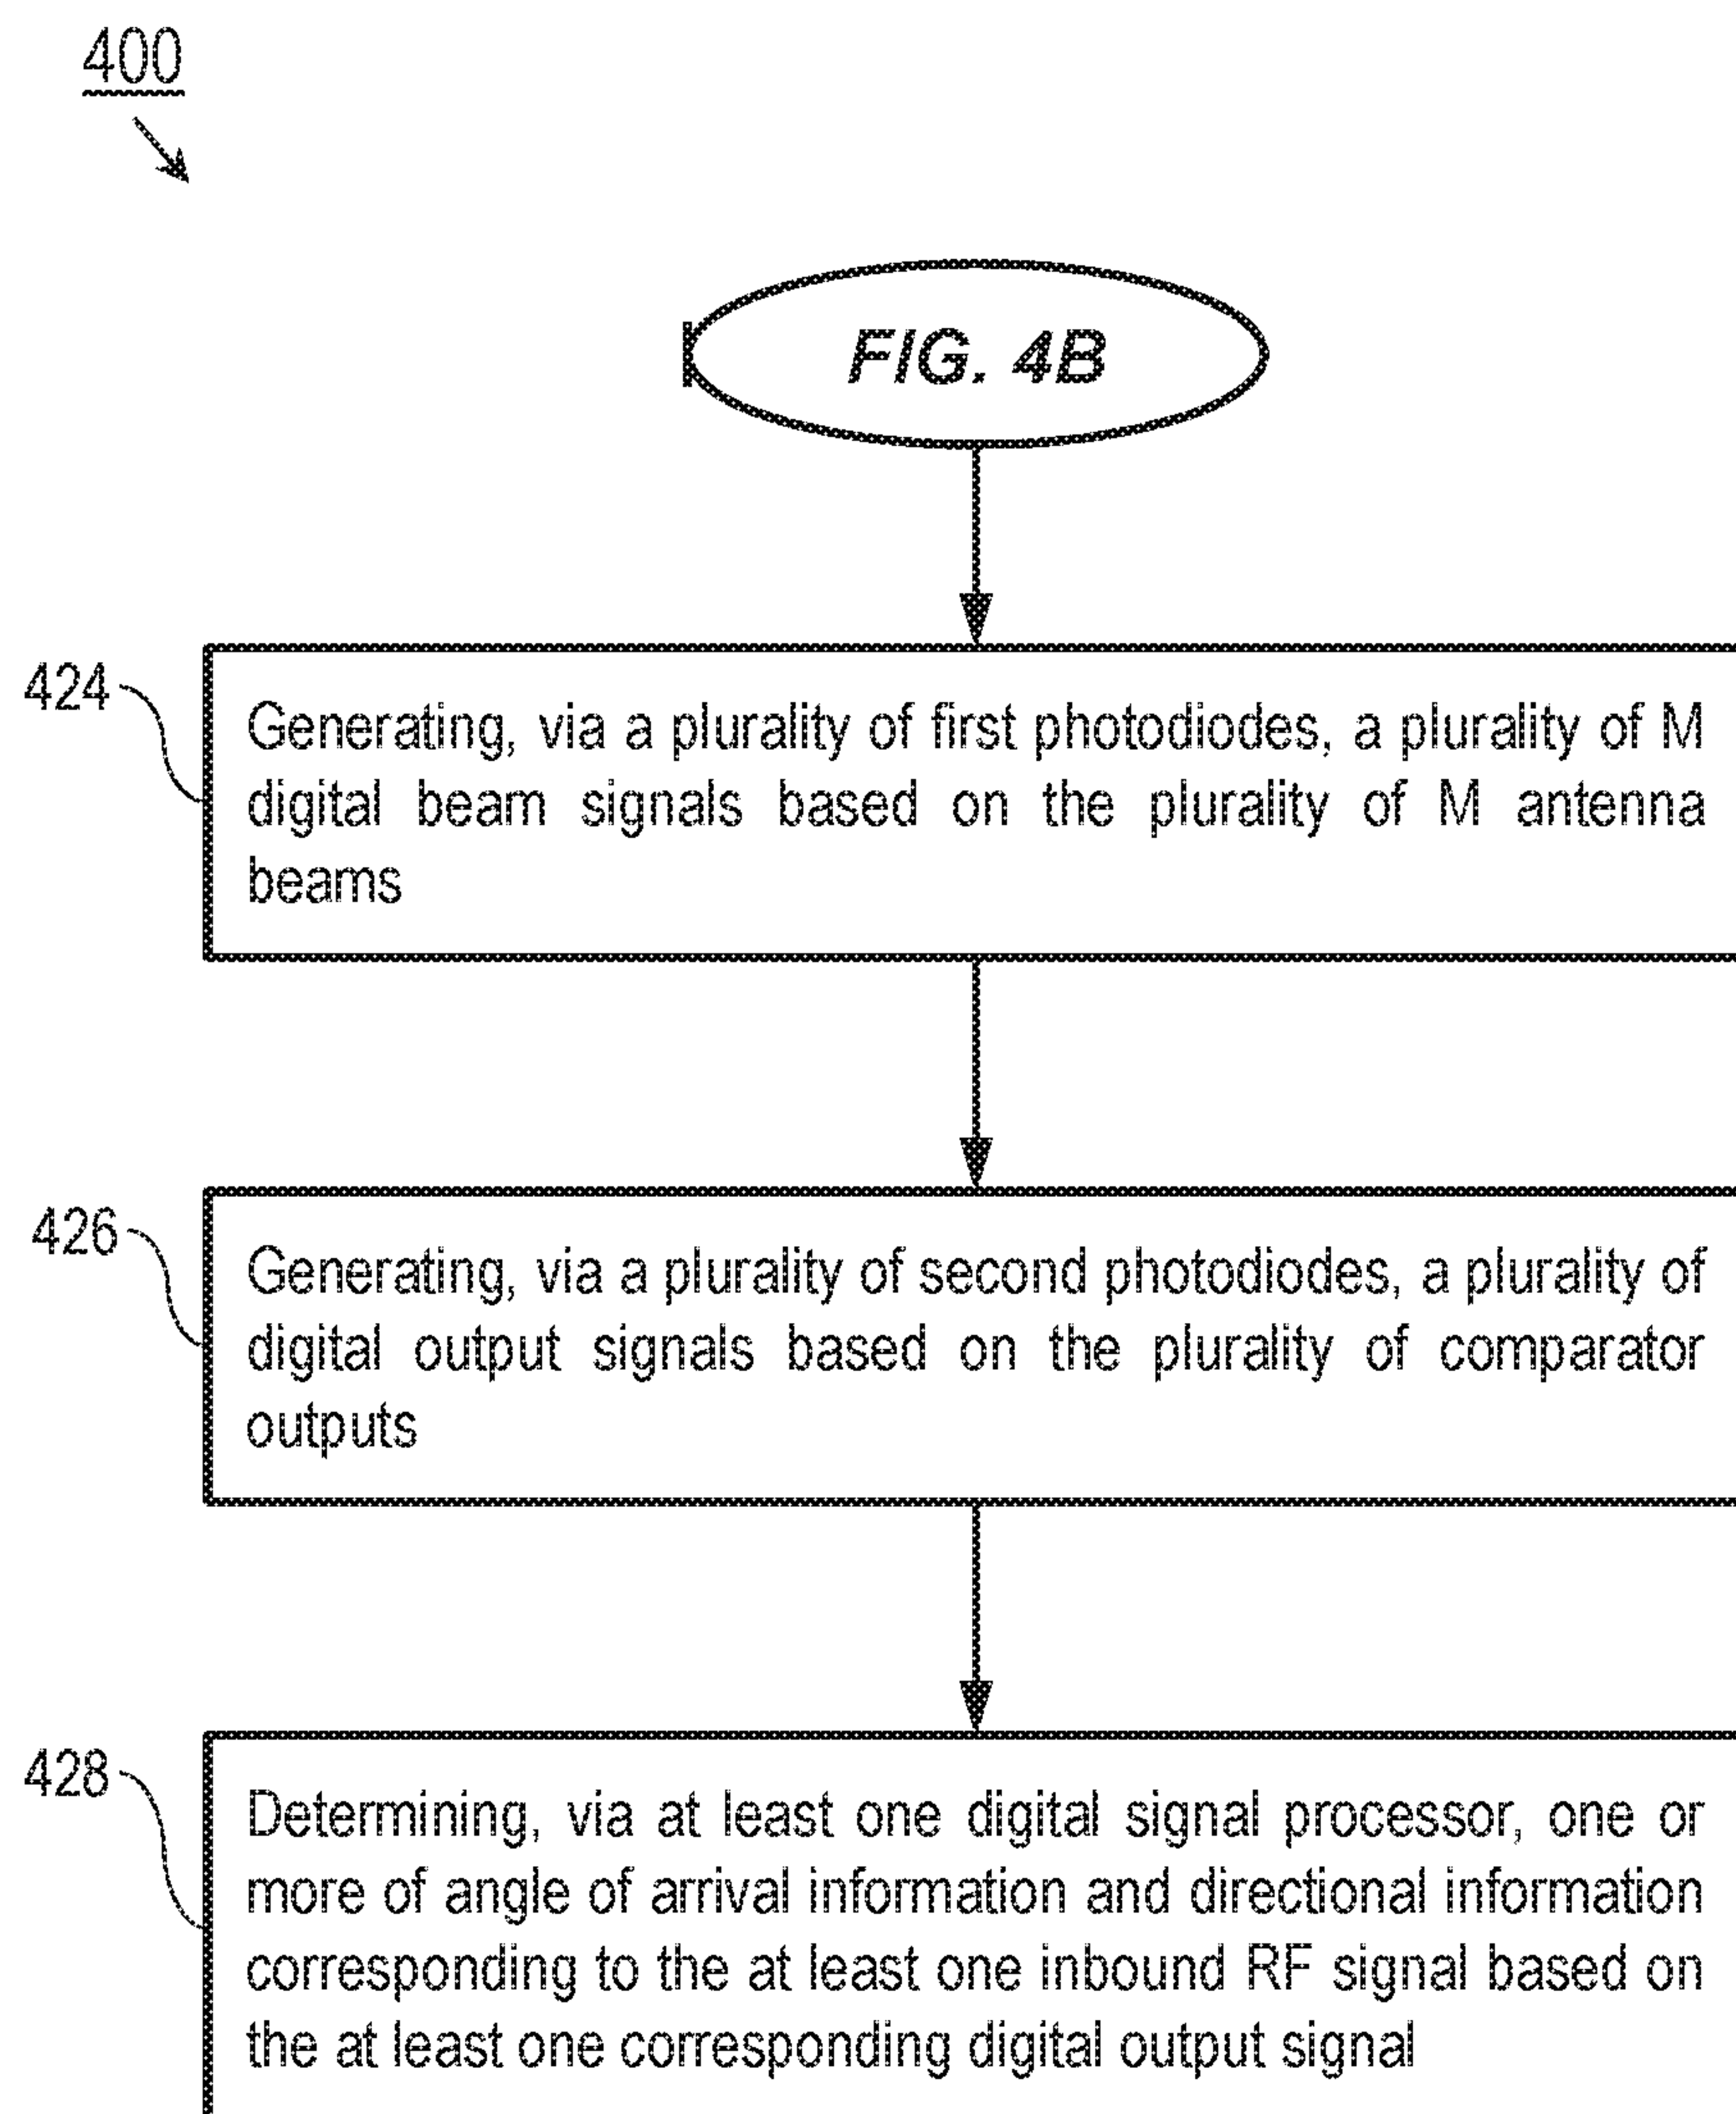 400
FIG. 4B
424
Generating, via a plurality of first photodiodes, a plurality of M
digital beam signals based on the plurality of M antenna
beams
426
Generating, via a plurality of second photodiodes, a plurality of
digital output signals based on the plurality of comparator
outputs
428
Determining, via at least one digital signal processor, one or
more of angle of arrival information and directional information
corresponding to the at least one inbound RF signal based on
the at least one corresponding digital output signal